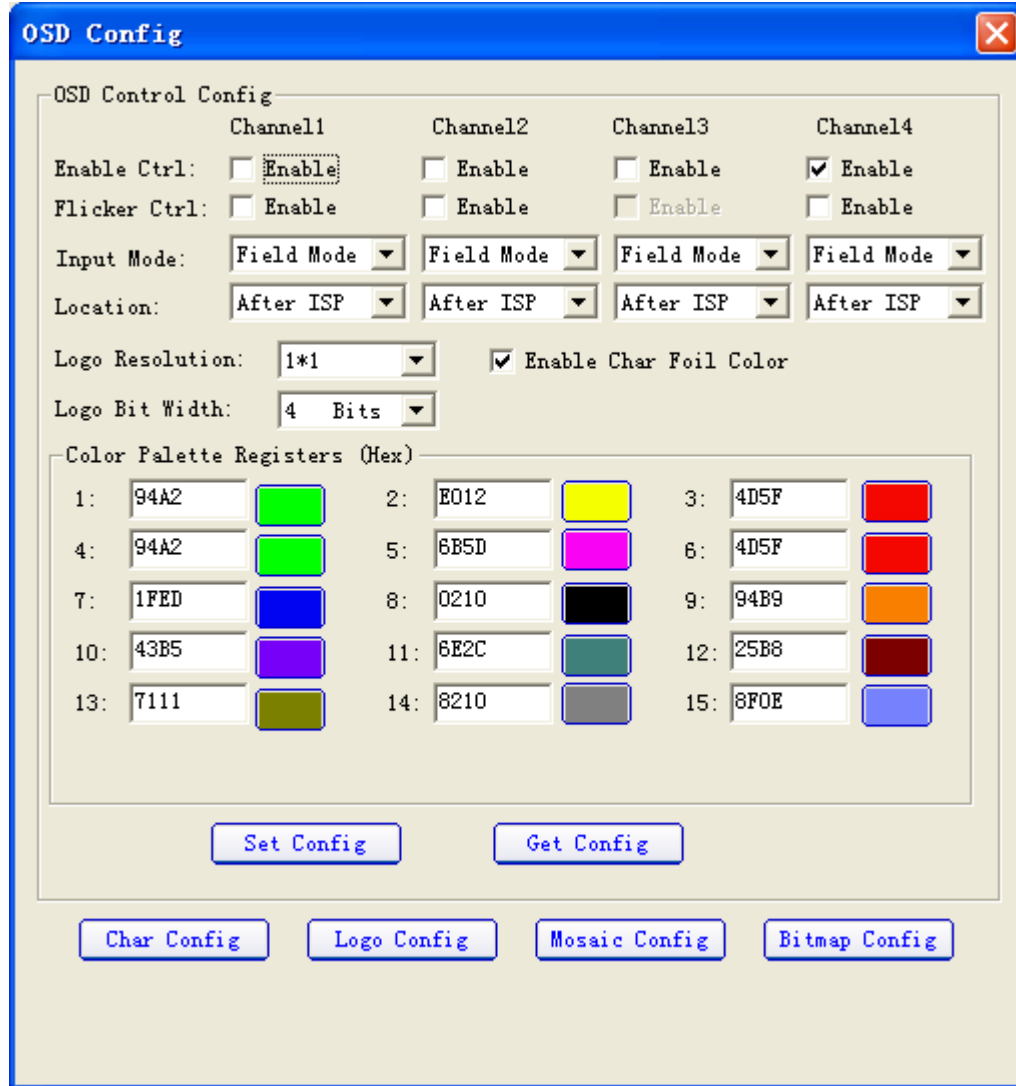 OSD Config
OSD Control Config
Channel1 Channel2 Channel3 Channel4
Enable Ctrl: Enable Enable Enable Enable
Flicker Ctrl: Enable Enable Enable Enable
Input Mode: Field Mode Field Mode Field Mode Field Mode
Location: After ISP After ISP After ISP After ISP
Logo Resolution: 1*1 Enable Char Foil Color
Logo Bit Width: 4 Bits
Color Palette Registers (Hex)
1: 94A2 2: E012 3: 4D5F
4: 94A2 5: 6B5D 6: 4D5F
7: 1FED 8: 0210 9: 94B9
10: 43B5 11: 6E2C 12: 25B8
13: 7111 14: 8210 15: 8F0E
Set Config Get Config
Char Config Logo Config Mosaic Config Bitmap Config